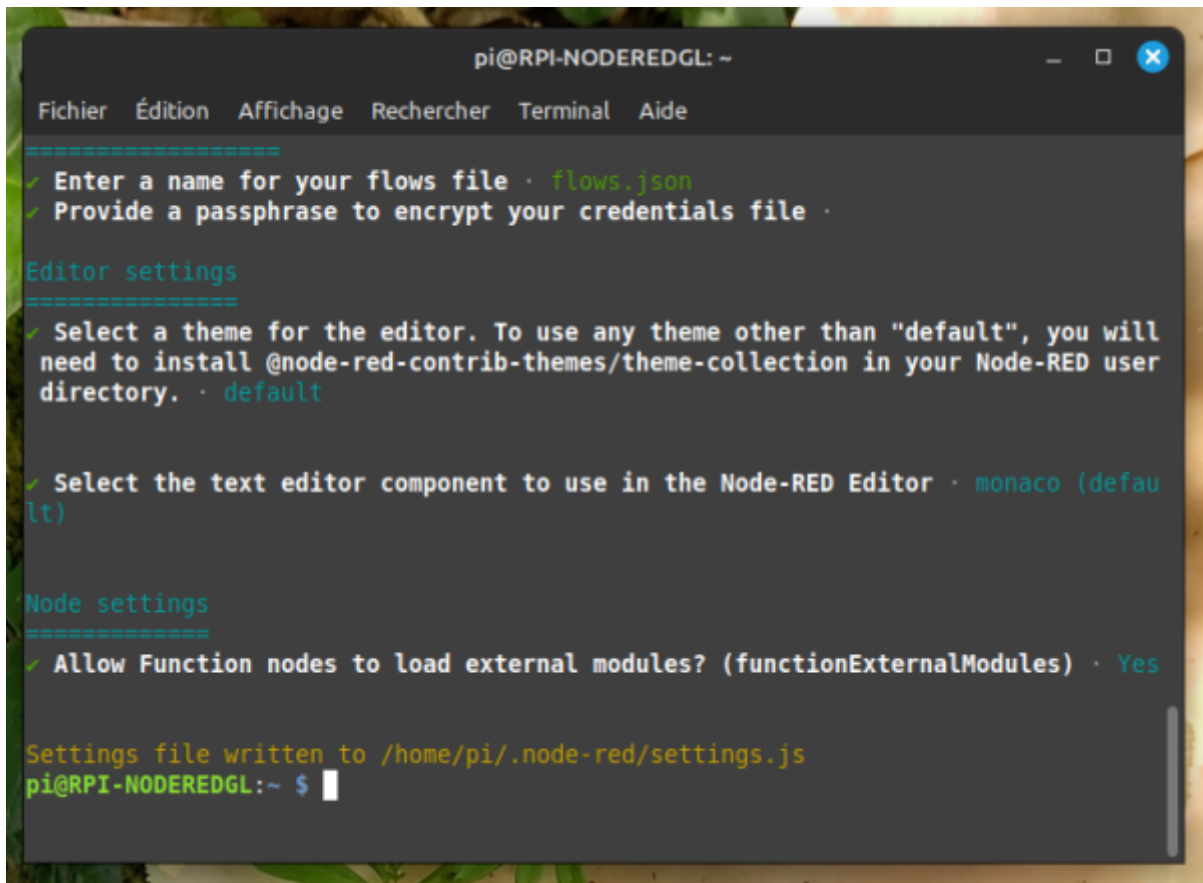 pi@RPI-NODEREDGL: ~
Fichier Édition Affichage Rechercher Terminal Aide
==================
✔ Enter a name for your flows file · flows.json
✔ Provide a passphrase to encrypt your credentials file ·
Editor settings
===============
✔ Select a theme for the editor. To use any theme other than "default", you will
need to install @node-red-contrib-themes/theme-collection in your Node-RED user
directory. · default
✔ Select the text editor component to use in the Node-RED Editor · monaco (defau
lt)
Node settings
=============
✔ Allow Function nodes to load external modules? (functionExternalModules) · Yes
Settings file written to /home/pi/.node-red/settings.js
pi@RPI-NODEREDGL:~ $